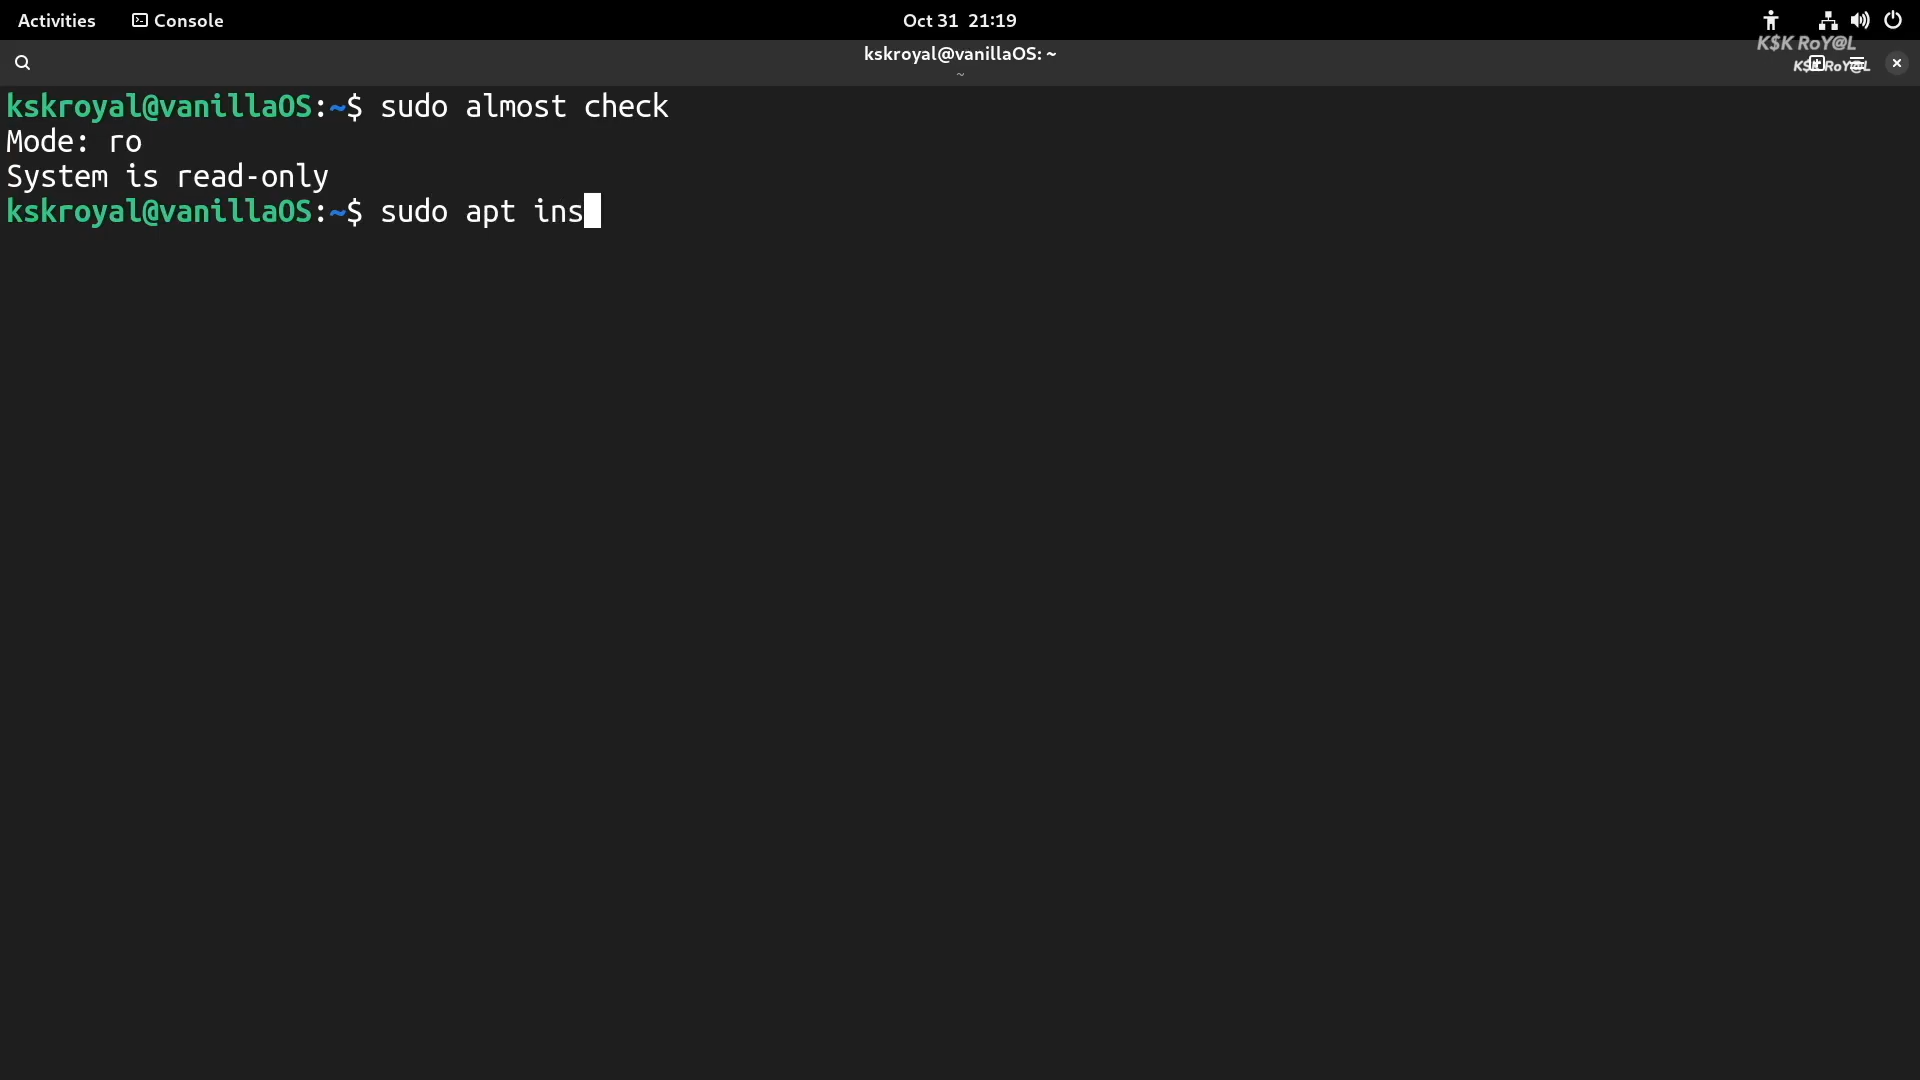 Activities Console Oct 31 21:19
K$K RoY@L
kskroyal@vanillaOS: ~
~
K$K RoY@L
kskroyal@vanillaOS:~$ sudo almost check
Mode: ro
System is read-only
kskroyal@vanillaOS:~$ sudo apt ins